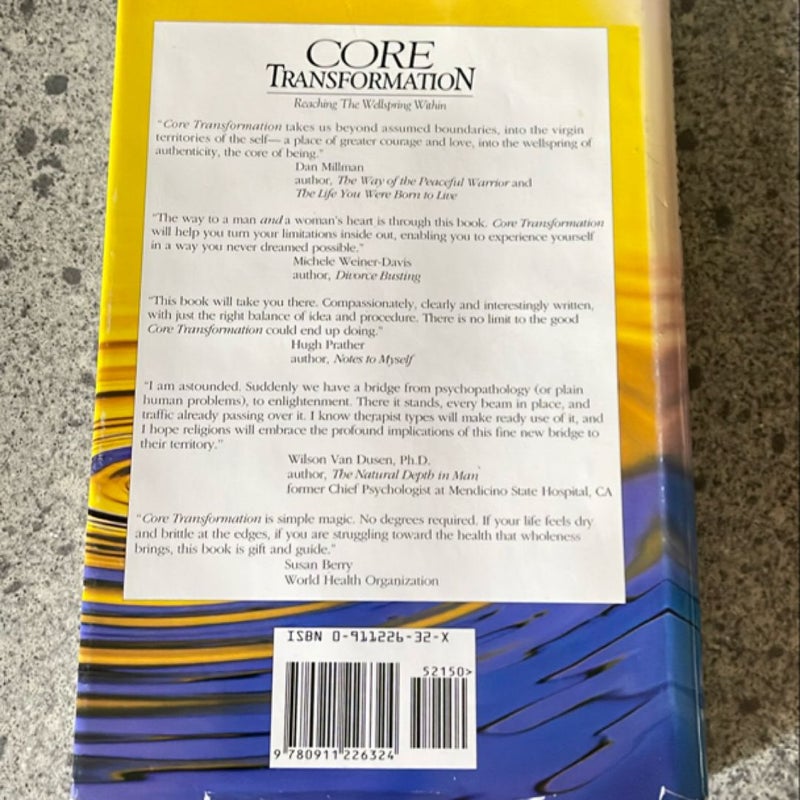 CORE
TRANSFORMATION
Reaching The Wellspring Within
"Core Transformation takes us beyond assumed boundaries, into the virgin
territories of the self— a place of greater courage and love, into the wellspring of
authenticity, the core of being."
Dan Millman
author, The Way of the Peaceful Warrior and
The Life You Were Born to Live
"The way to a man and a woman's heart is through this book. Core Transformation
will help you turn your limitations inside out, enabling you to experience yourself
in a way you never dreamed possible."
Michele Weiner-Davis
author, Divorce Busting
"This book will take you there. Compassionately, clearly and interestingly written,
with just the right balance of idea and procedure. There is no limit to the good
Core Transformation could end up doing."
Hugh Prather
author, Notes to Myself
"I am astounded. Suddenly we have a bridge from psychopathology (or plain
human problems), to enlightenment. There it stands, every beam in place, and
traffic already passing over it. I know therapist types will make ready use of it, and
I hope religions will embrace the profound implications of this fine new bridge to
their territory."
Wilson Van Dusen, Ph.D.
author, The Natural Depth in Man
former Chief Psychologist at Mendicino State Hospital, CA
"Core Transformation is simple magic. No degrees required. If your life feels dry
and brittle at the edges, if you are struggling toward the health that wholeness
brings, this book is gift and guide."
Susan Berry
World Health Organization
ISBN 0-911226-32-X
52150>
9 780911 226324